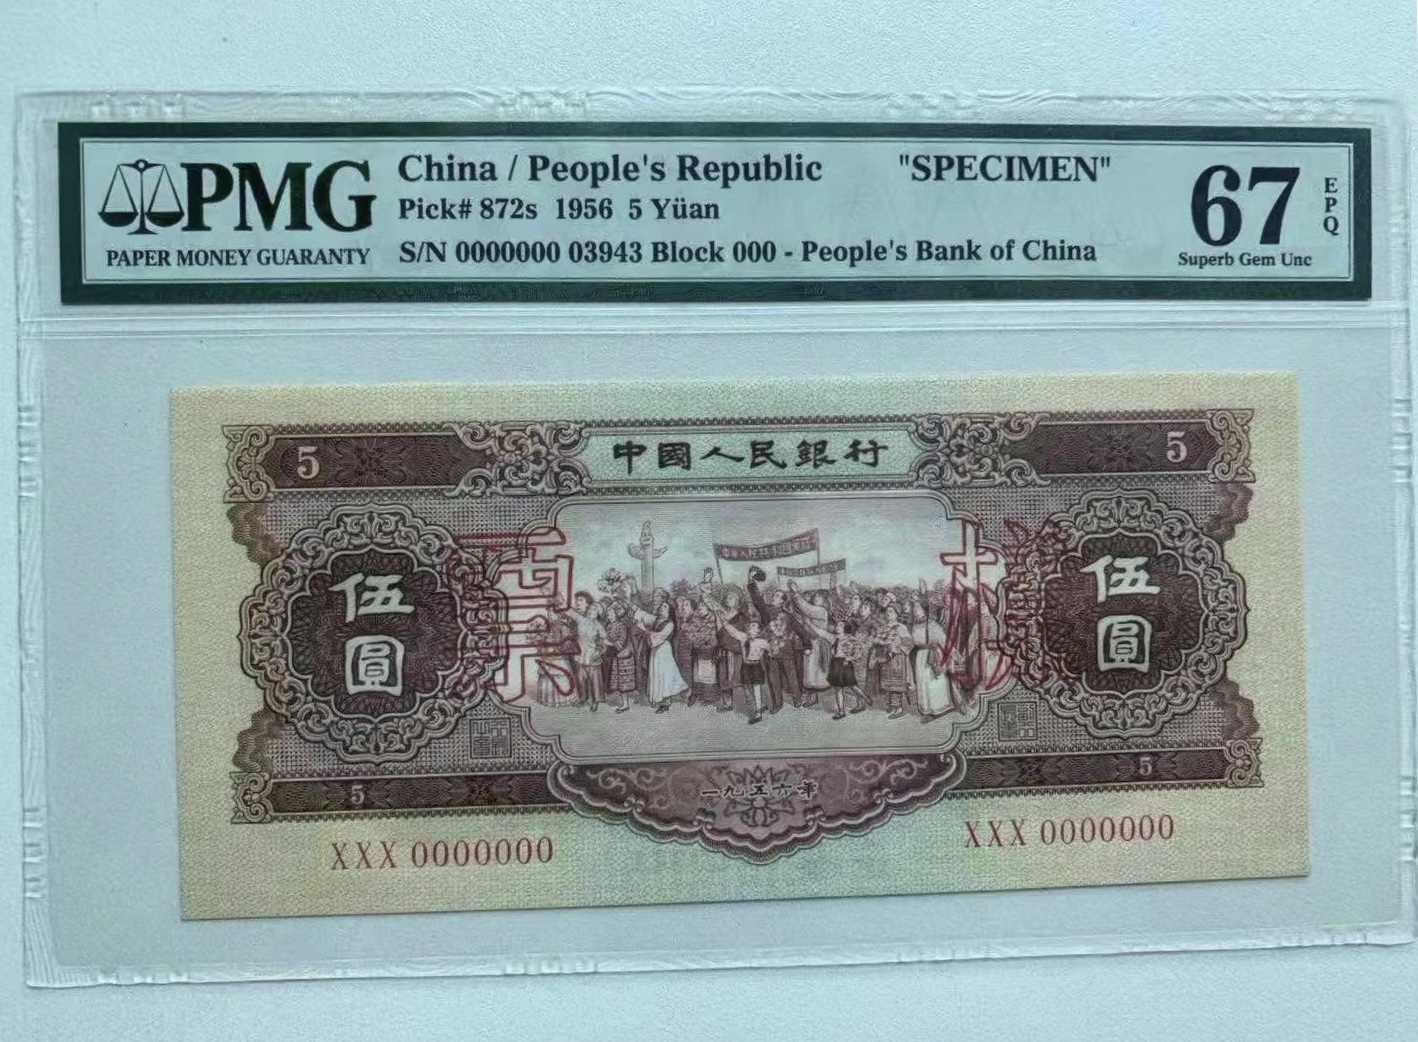 PMG
PAPER MONEY GUARANTY
China / People's Republic "SPECIMEN"
Pick# 872s 1956 5 Yüan
S/N 0000000 03943 Block 000 - People's Bank of China
67
EPQ
Superb Gem Unc
5 中國人民銀行 5
票樣
伍圓
伍圓
5 一九五六年 5
XXX 0000000
XXX 0000000